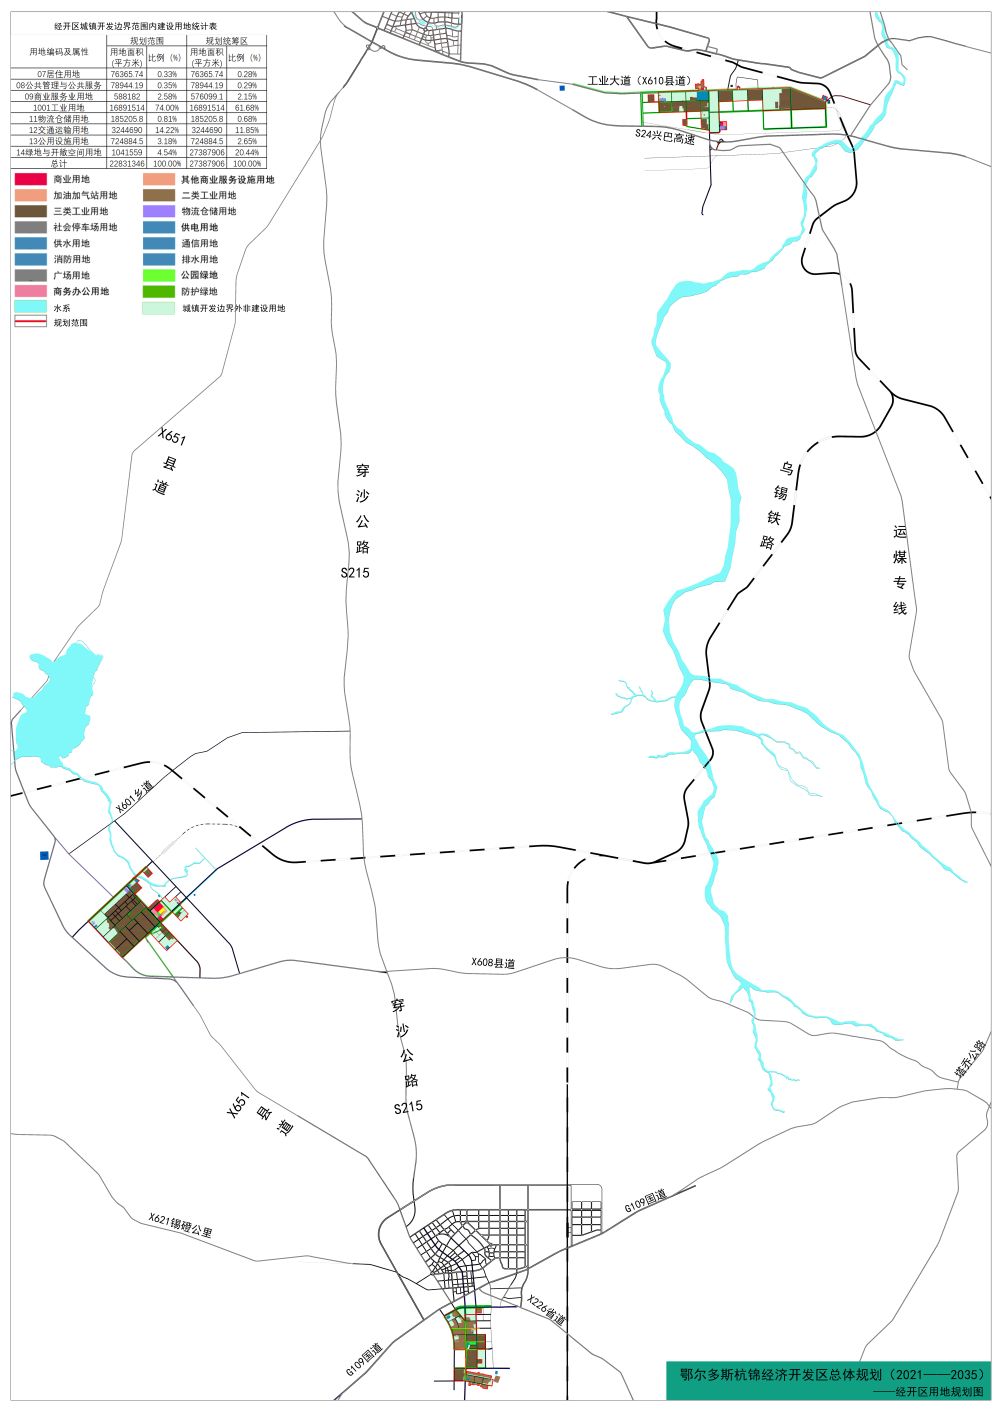 经开区城镇开发边界范围内建设用地统计表
用地编码及属性 规划范围 规划统筹区
用地面积(平方米) 比例（%） 用地面积(平方米) 比例（%）
07居住用地 76365.74 0.33% 76365.74 0.28%
08公共管理与公共服务 78944.19 0.35% 78944.19 0.29%
09商业服务业用地 588182 2.58% 576099.1 2.15%
1001工业用地 16891514 74.00% 16891514 61.68%
11物流仓储用地 185205.8 0.81% 185205.8 0.68%
12交通运输用地 3244690 14.22% 3244690 11.85%
13公用设施用地 724884.5 3.18% 724884.5 2.65%
14绿地与开敞空间用地 1041559 4.54% 27387906 20.44%
总计 22831346 100.00% 27387906 100.00%
商业用地 其他商业服务设施用地
加油加气站用地 二类工业用地
三类工业用地 物流仓储用地
社会停车场用地 供电用地
供水用地 通信用地
消防用地 排水用地
广场用地 公园绿地
商务办公用地 防护绿地
水系 城镇开发边界外非建设用地
规划范围
工业大道（X610县道）
S24兴巴高速
X651
县
道
穿
沙
公
路
S215
乌
锡
铁
路
运
煤
专
线
X601乡道
X608县道
穿
沙
公
路
S215
塔乔公路
X651
县
道
X621锡磴公里
G109国道
X226省道
G109国道
鄂尔多斯杭锦经济开发区总体规划（2021——2035）
——经开区用地规划图